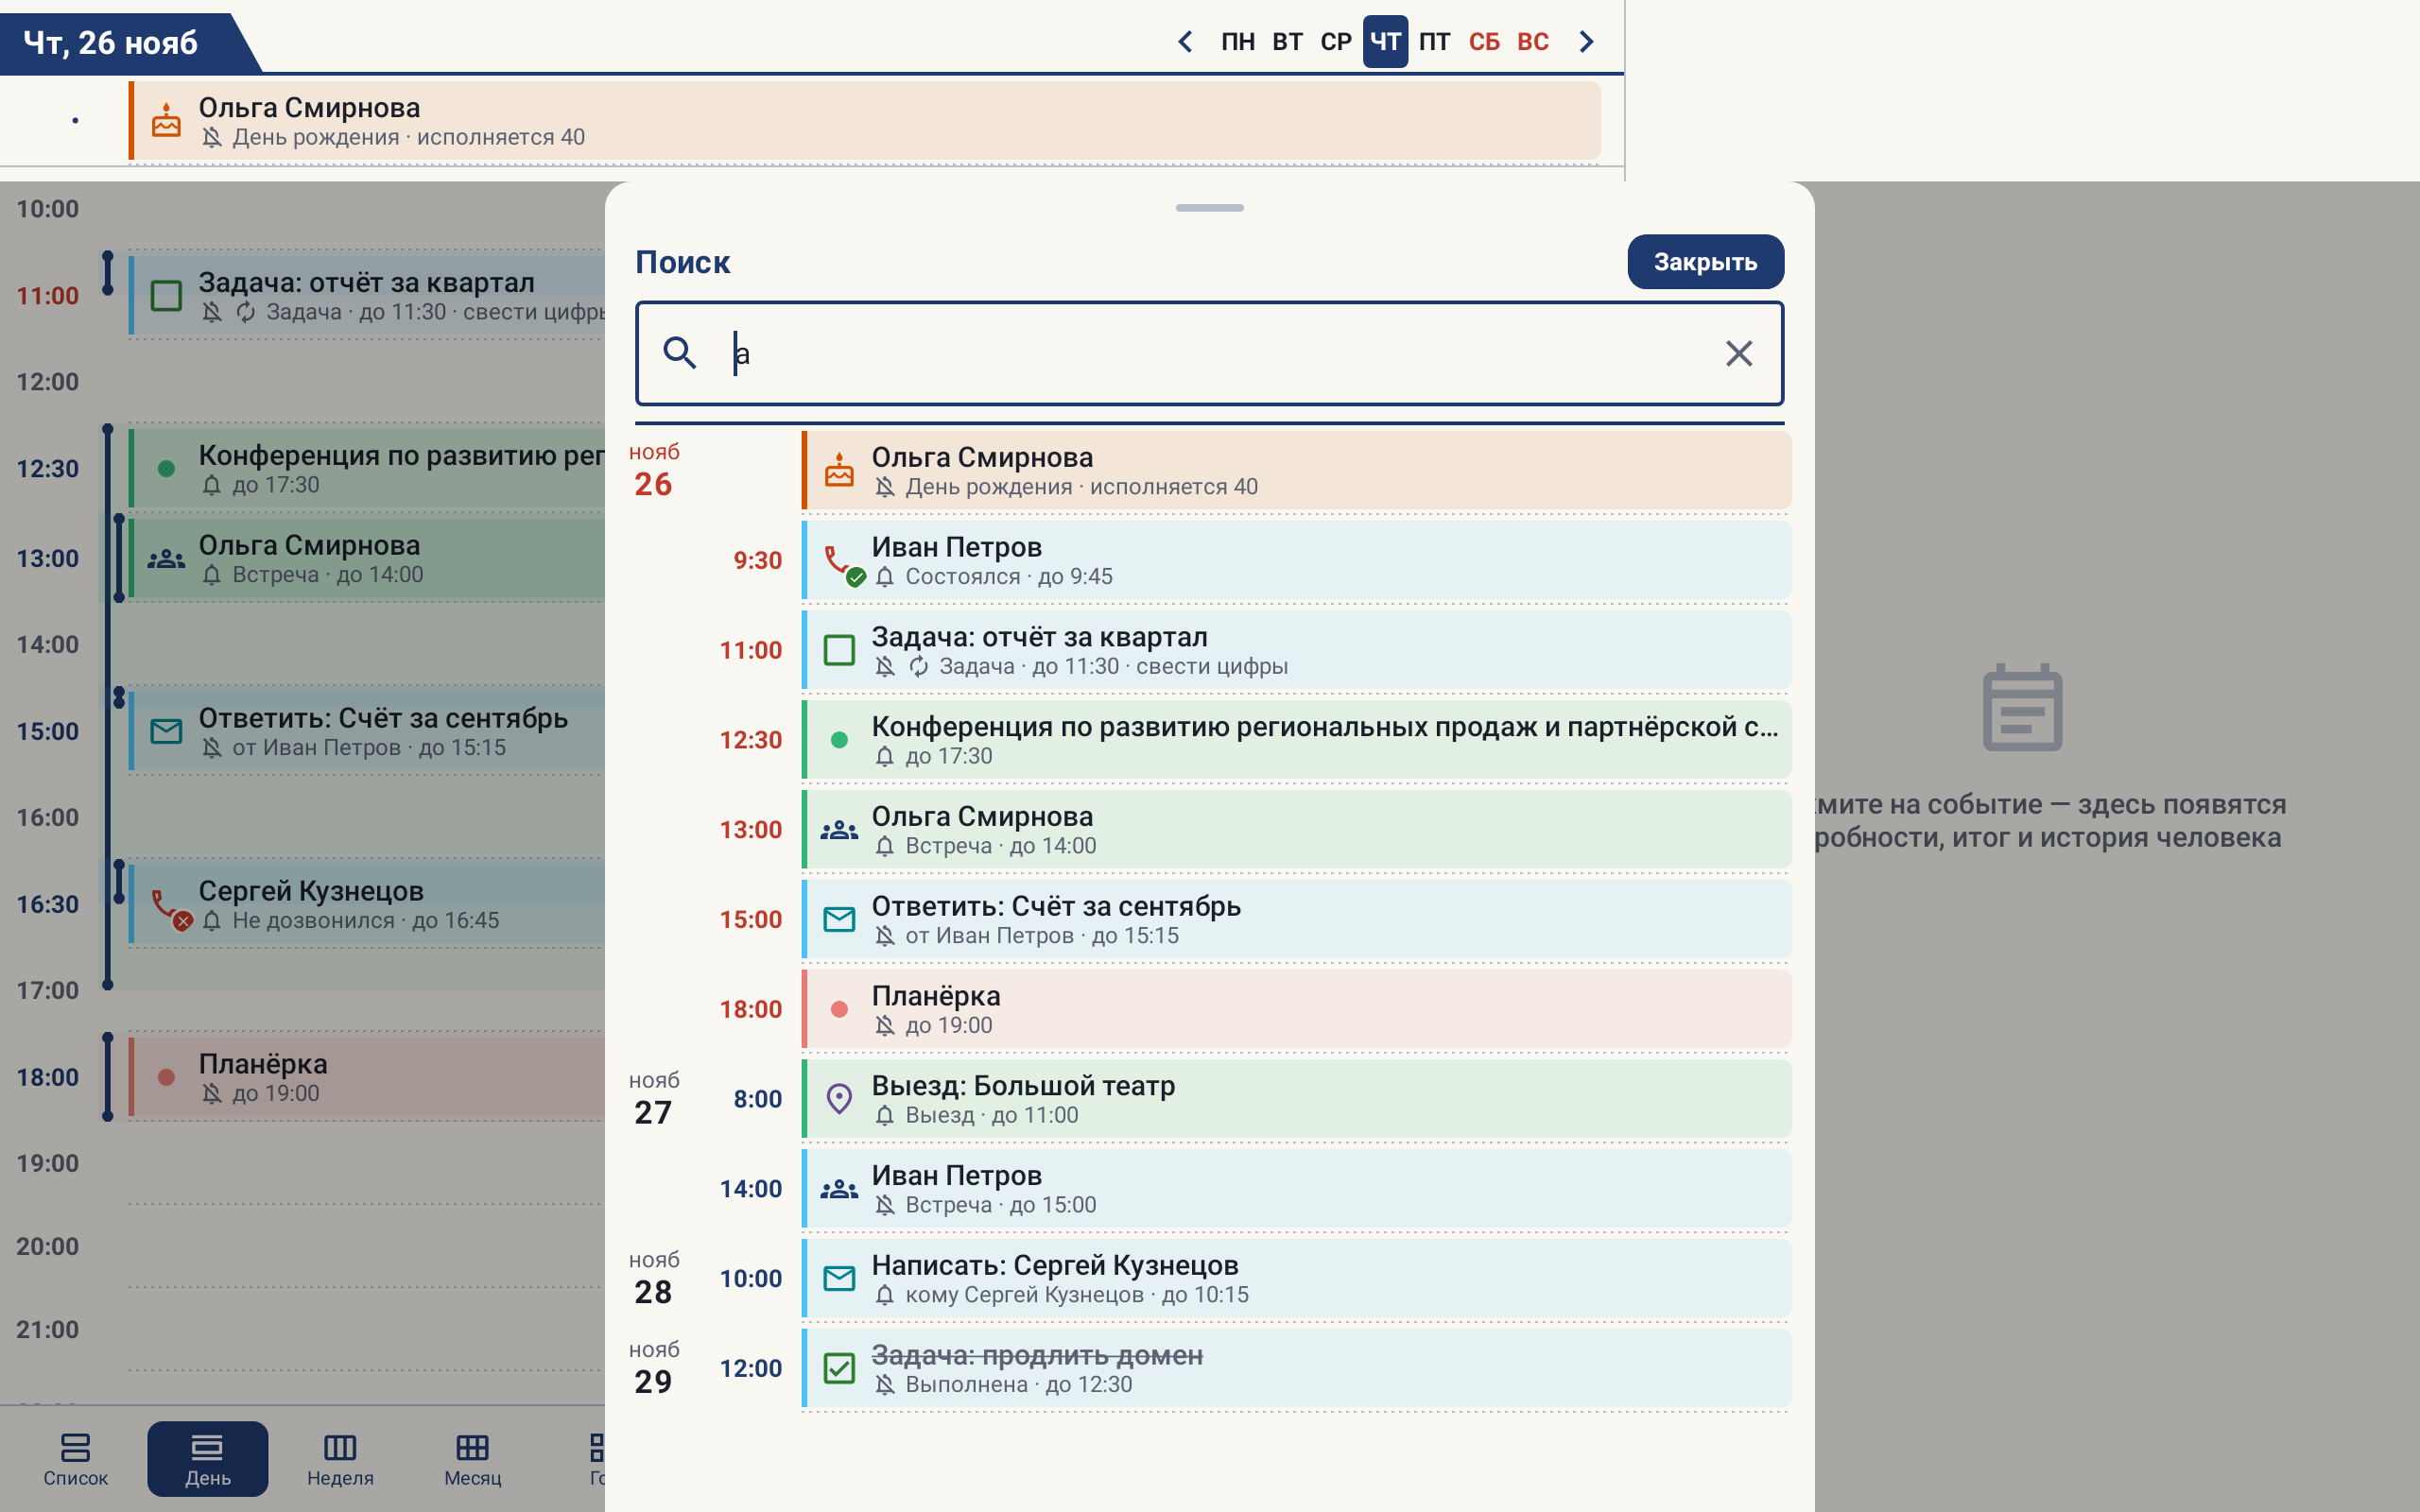 Чт, 26 нояб
ПН ВТ СР ЧТ ПТ СБ ВС
Ольга Смирнова
День рождения · исполняется 40
10:00
11:00
Задача: отчёт за квартал
Задача · до 11:30 · свести цифры
12:00
12:30
Конференция по развитию рег
до 17:30
13:00
Ольга Смирнова
Встреча · до 14:00
14:00
15:00
Ответить: Счёт за сентябрь
от Иван Петров · до 15:15
16:00
16:30
Сергей Кузнецов
Не дозвонился · до 16:45
17:00
18:00
Планёрка
до 19:00
19:00
20:00
21:00
Список
День
Неделя
Месяц
Поиск
Закрыть
а
нояб
26
Ольга Смирнова
День рождения · исполняется 40
9:30
Иван Петров
Состоялся · до 9:45
11:00
Задача: отчёт за квартал
Задача · до 11:30 · свести цифры
12:30
Конференция по развитию региональных продаж и партнёрской с...
до 17:30
13:00
Ольга Смирнова
Встреча · до 14:00
15:00
Ответить: Счёт за сентябрь
от Иван Петров · до 15:15
18:00
Планёрка
до 19:00
нояб
27
8:00
Выезд: Большой театр
Выезд · до 11:00
14:00
Иван Петров
Встреча · до 15:00
нояб
28
10:00
Написать: Сергей Кузнецов
кому Сергей Кузнецов · до 10:15
нояб
29
12:00
Задача: продлить домен
Выполнена · до 12:30
мите на событие — здесь появятся
робности, итог и история человека